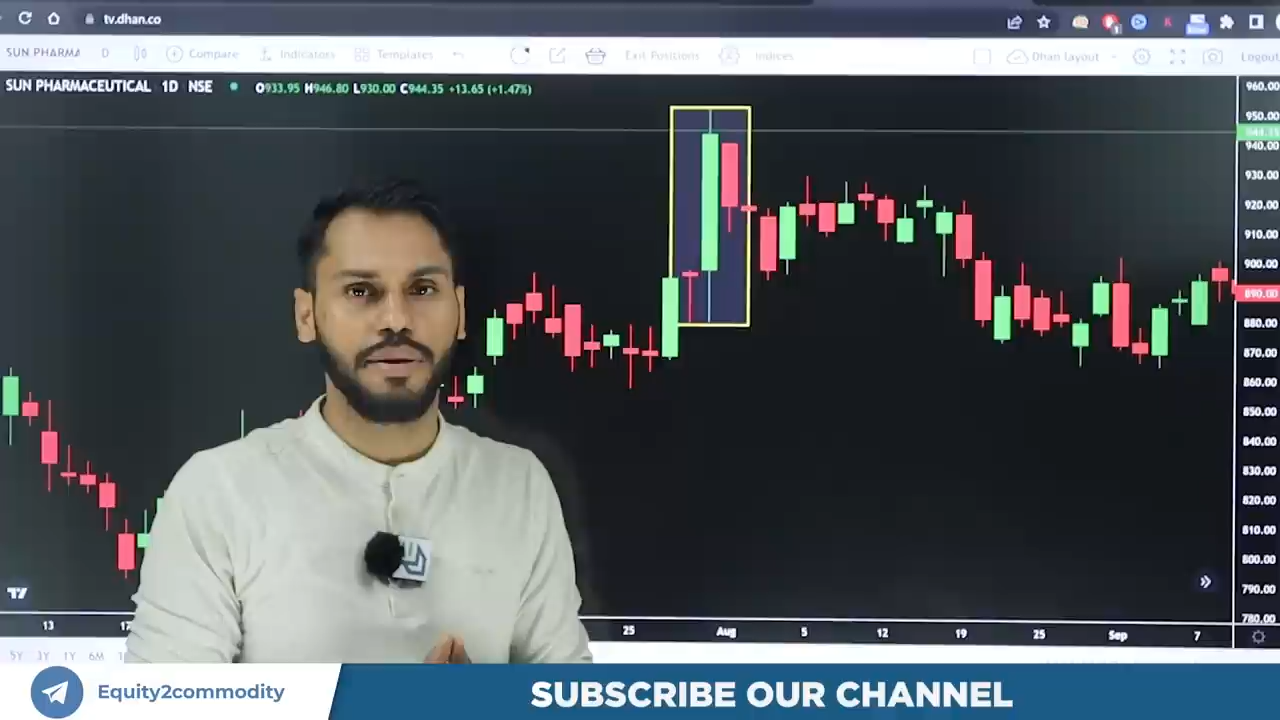 tv.dhan.co
SUN PHARMA D Compare Indicators Templates Exit Positions Indices Dhan layout Logout
SUN PHARMACEUTICAL 1D NSE O933.95 H946.80 L930.00 C944.35 +13.65 (+1.47%)
960.00
950.00
944.35
940.00
930.00
920.00
910.00
900.00
890.00
880.00
870.00
860.00
850.00
840.00
830.00
820.00
810.00
800.00
790.00
780.00
13 17 25 Aug 5 12 19 25 Sep 7
5Y 3Y 1Y 6M
Equity2commodity
SUBSCRIBE OUR CHANNEL